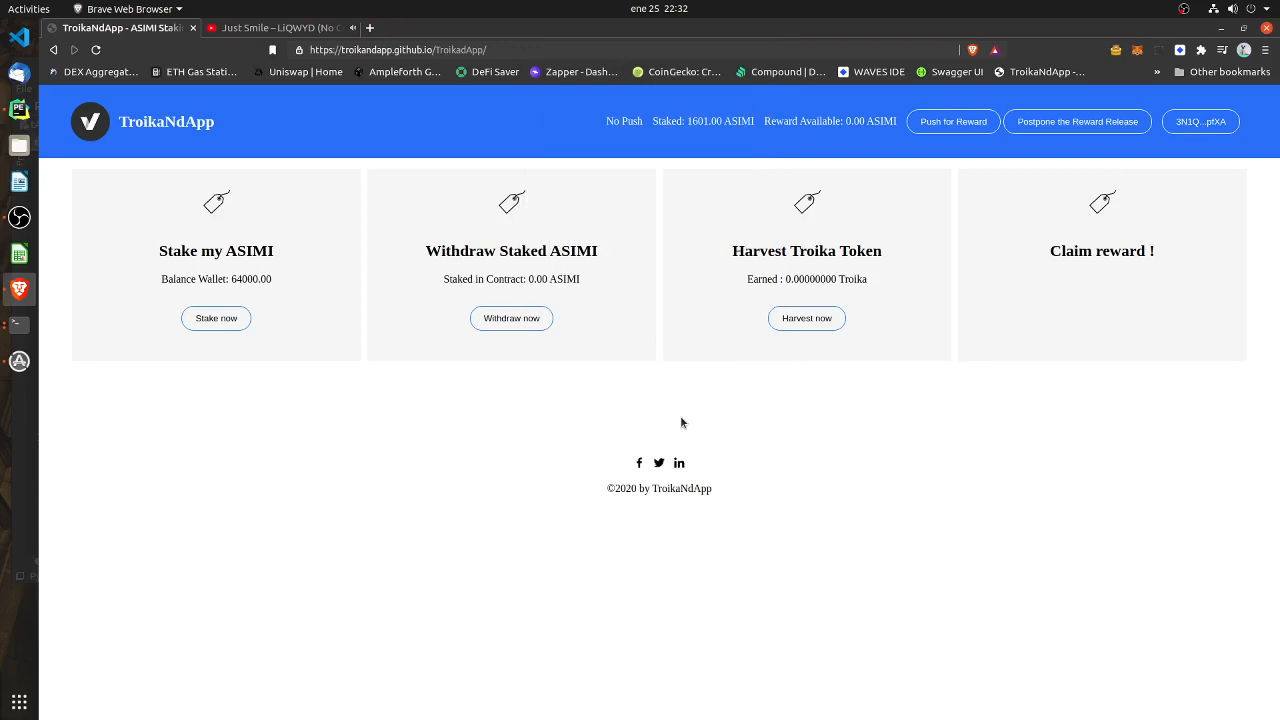 Activities
Brave Web Browser
ene 25 22:32
TroikaNdApp - ASIMI Staki
Just Smile – LiQWYD (No C
https://troikandapp.github.io/TroikadApp/
DEX Aggregat...
ETH Gas Stati...
Uniswap | Home
Ampleforth G...
DeFi Saver
Zapper - Dash...
CoinGecko: Cr...
Compound | D...
WAVES IDE
Swagger UI
TroikaNdApp -...
»
Other bookmarks
TroikaNdApp
No Push
Staked: 1601.00 ASIMI
Reward Available: 0.00 ASIMI
Push for Reward
Postpone the Reward Release
3N1Q...pfXA
Stake my ASIMI
Balance Wallet: 64000.00
Stake now
Withdraw Staked ASIMI
Staked in Contract: 0.00 ASIMI
Withdraw now
Harvest Troika Token
Earned : 0.00000000 Troika
Harvest now
Claim reward !
©2020 by TroikaNdApp